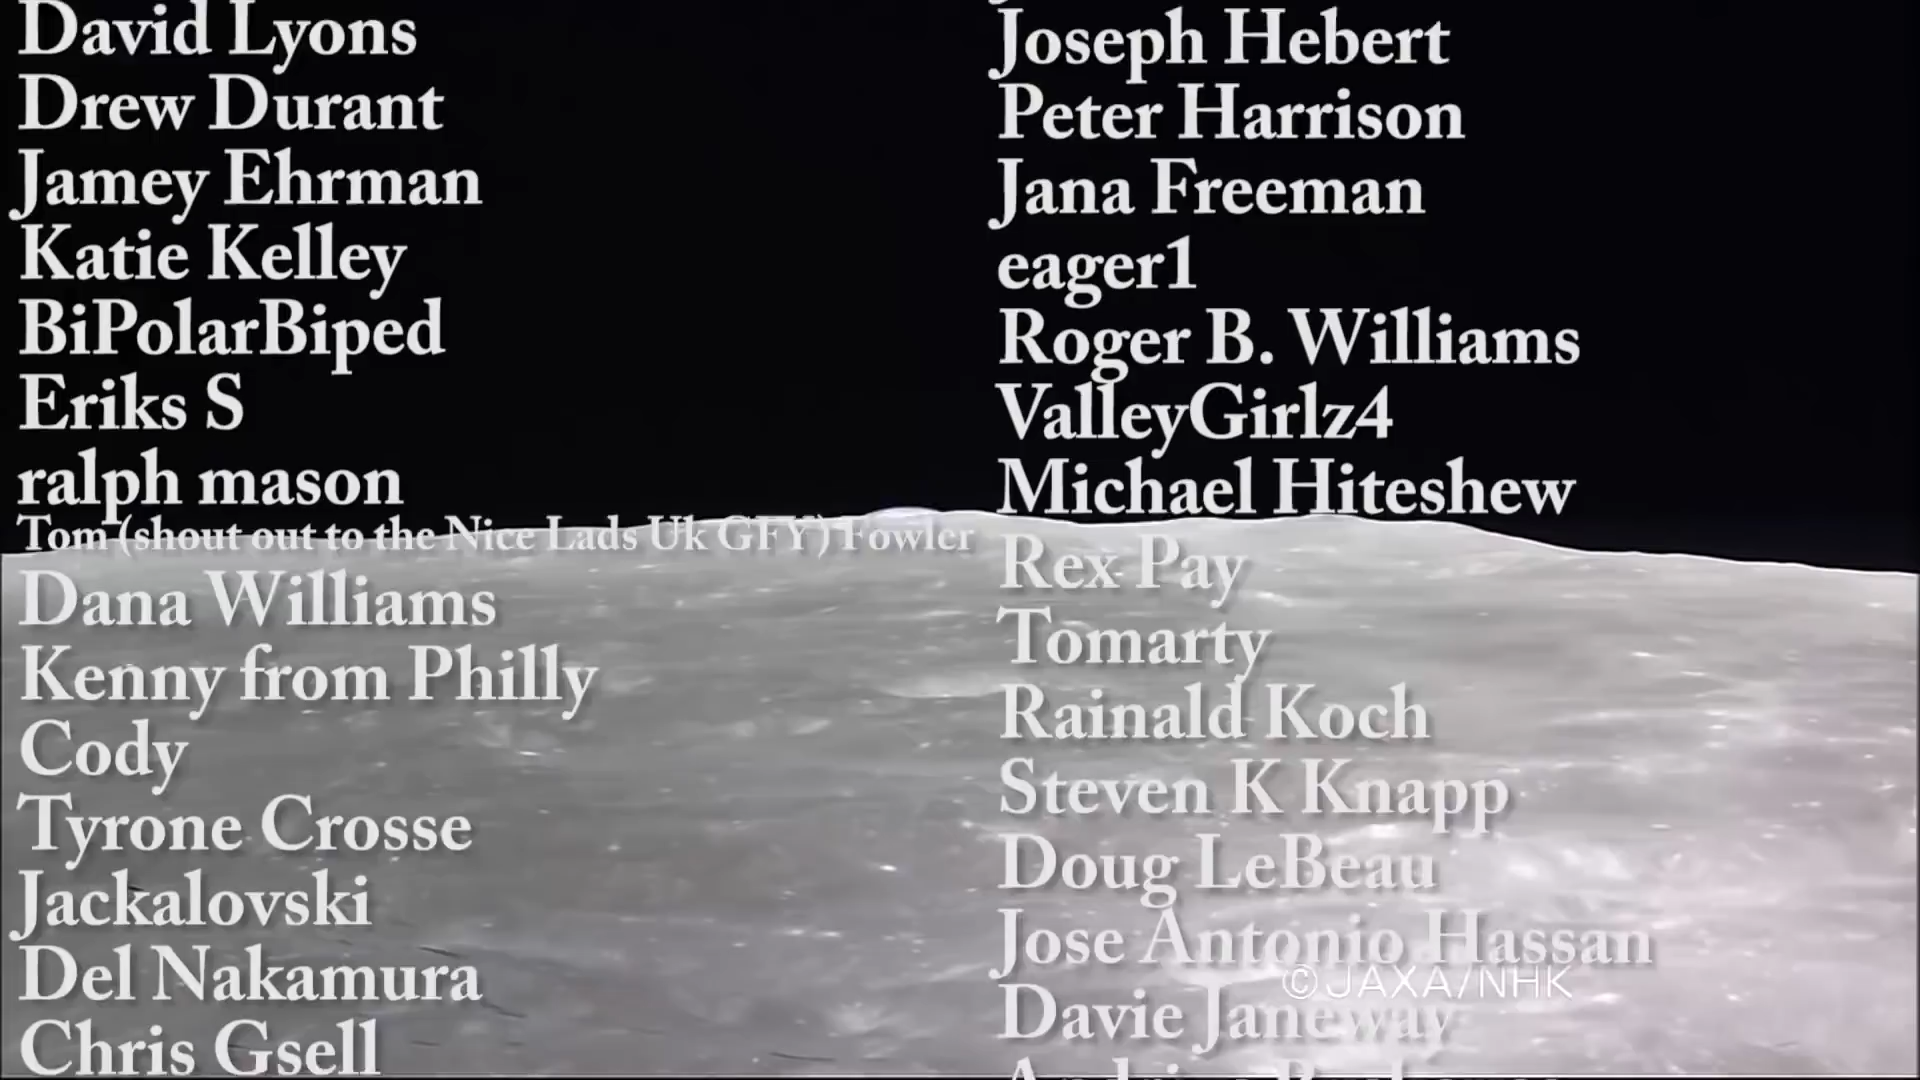 David Lyons
Drew Durant
Jamey Ehrman
Katie Kelley
BiPolarBiped
Eriks S
ralph mason
Tom (shout out to the Nice Lads Uk GFY) Fowler
Dana Williams
Kenny from Philly
Cody
Tyrone Crosse
Jackalovski
Del Nakamura
Chris Gsell
Joseph Hebert
Peter Harrison
Jana Freeman
eager1
Roger B. Williams
ValleyGirlz4
Michael Hiteshew
Rex Pay
Tomarty
Rainald Koch
Steven K Knapp
Doug LeBeau
Jose Antonio Hassan
©JAXA/NHK
Davie Janeway